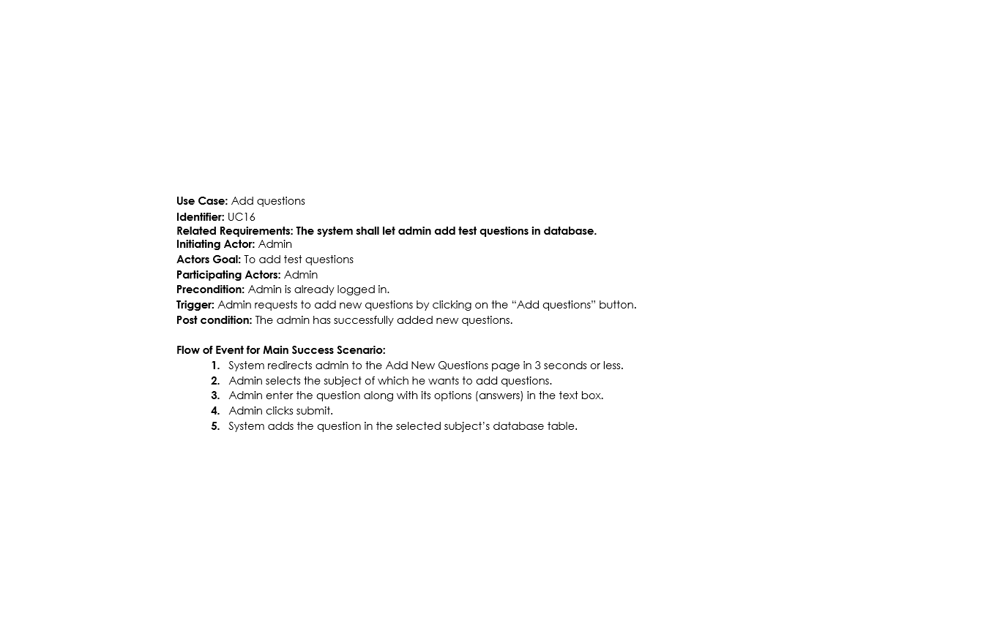 Use Case: Add questions
Identifier: UC16
Related Requirements: The system shall let admin add test questions in database.
Initiating Actor: Admin
Actors Goal: To add test questions
Participating Actors: Admin
Precondition: Admin is already logged in.
Trigger: Admin requests to add new questions by clicking on the “Add questions” button.
Post condition: The admin has successfully added new questions.
Flow of Event for Main Success Scenario:
1. System redirects admin to the Add New Questions page in 3 seconds or less.
2. Admin selects the subject of which he wants to add questions.
3. Admin enter the question along with its options (answers) in the text box.
4. Admin clicks submit.
5. System adds the question in the selected subject’s database table.